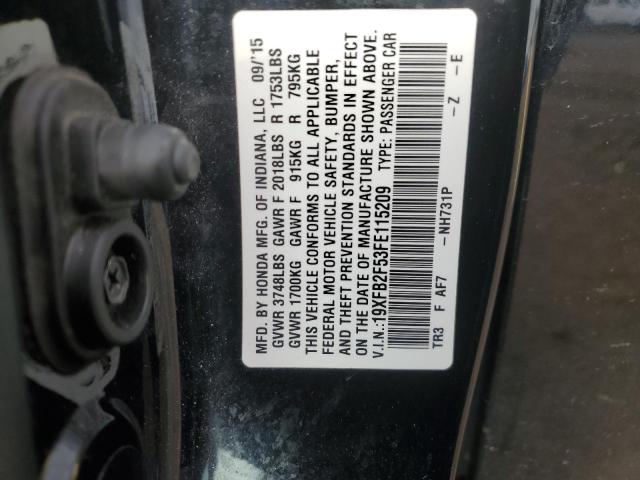 MFD. BY HONDA MFG. OF INDIANA, LLC 09/'15
GVWR 3748LBS GAWR F 2018LBS R 1753LBS
GVWR 1700KG GAWR F 915KG R 795KG
THIS VEHICLE CONFORMS TO ALL APPLICABLE
FEDERAL MOTOR VEHICLE SAFETY, BUMPER,
AND THEFT PREVENTION STANDARDS IN EFFECT
ON THE DATE OF MANUFACTURE SHOWN ABOVE.
V.I.N.:19XFB2F53FE115209 TYPE: PASSENGER CAR
TR3 F AF7 -NH731P -Z -E